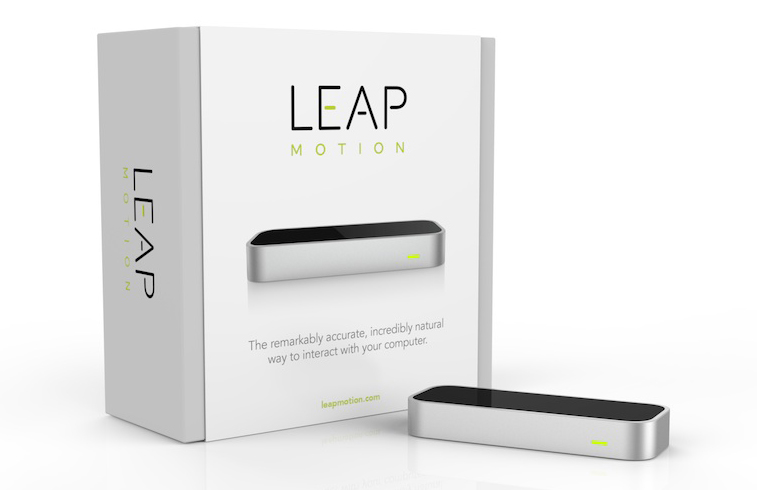 LEAP
MOTION
LEAP
MOTION
The remarkably accurate, incredibly natural
way to interact with your computer.
leapmotion.com